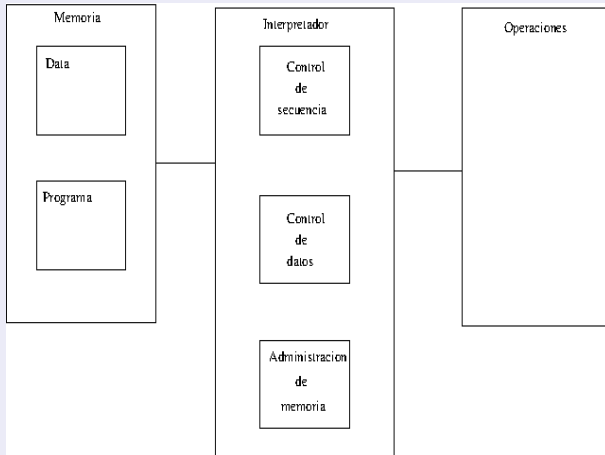 Memoria
Data
Programa
Interpretador
Control
de
secuencia
Control
de
datos
Administracion
de
memoria
Operaciones